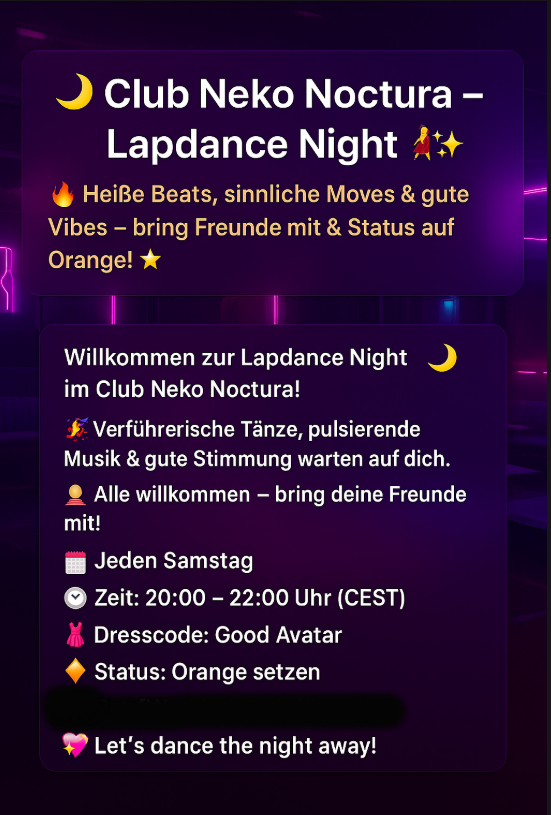 🌙 Club Neko Noctura –
Lapdance Night 💃✨
🔥 Heiße Beats, sinnliche Moves & gute
Vibes – bring Freunde mit & Status auf
Orange! ⭐
Willkommen zur Lapdance Night 🌙
im Club Neko Noctura!
💃 Verführerische Tänze, pulsierende
Musik & gute Stimmung warten auf dich.
Alle willkommen – bring deine Freunde
mit!
📅 Jeden Samstag
🕙 Zeit: 20:00 – 22:00 Uhr (CEST)
👗 Dresscode: Good Avatar
🔶 Status: Orange setzen
💖 Let's dance the night away!